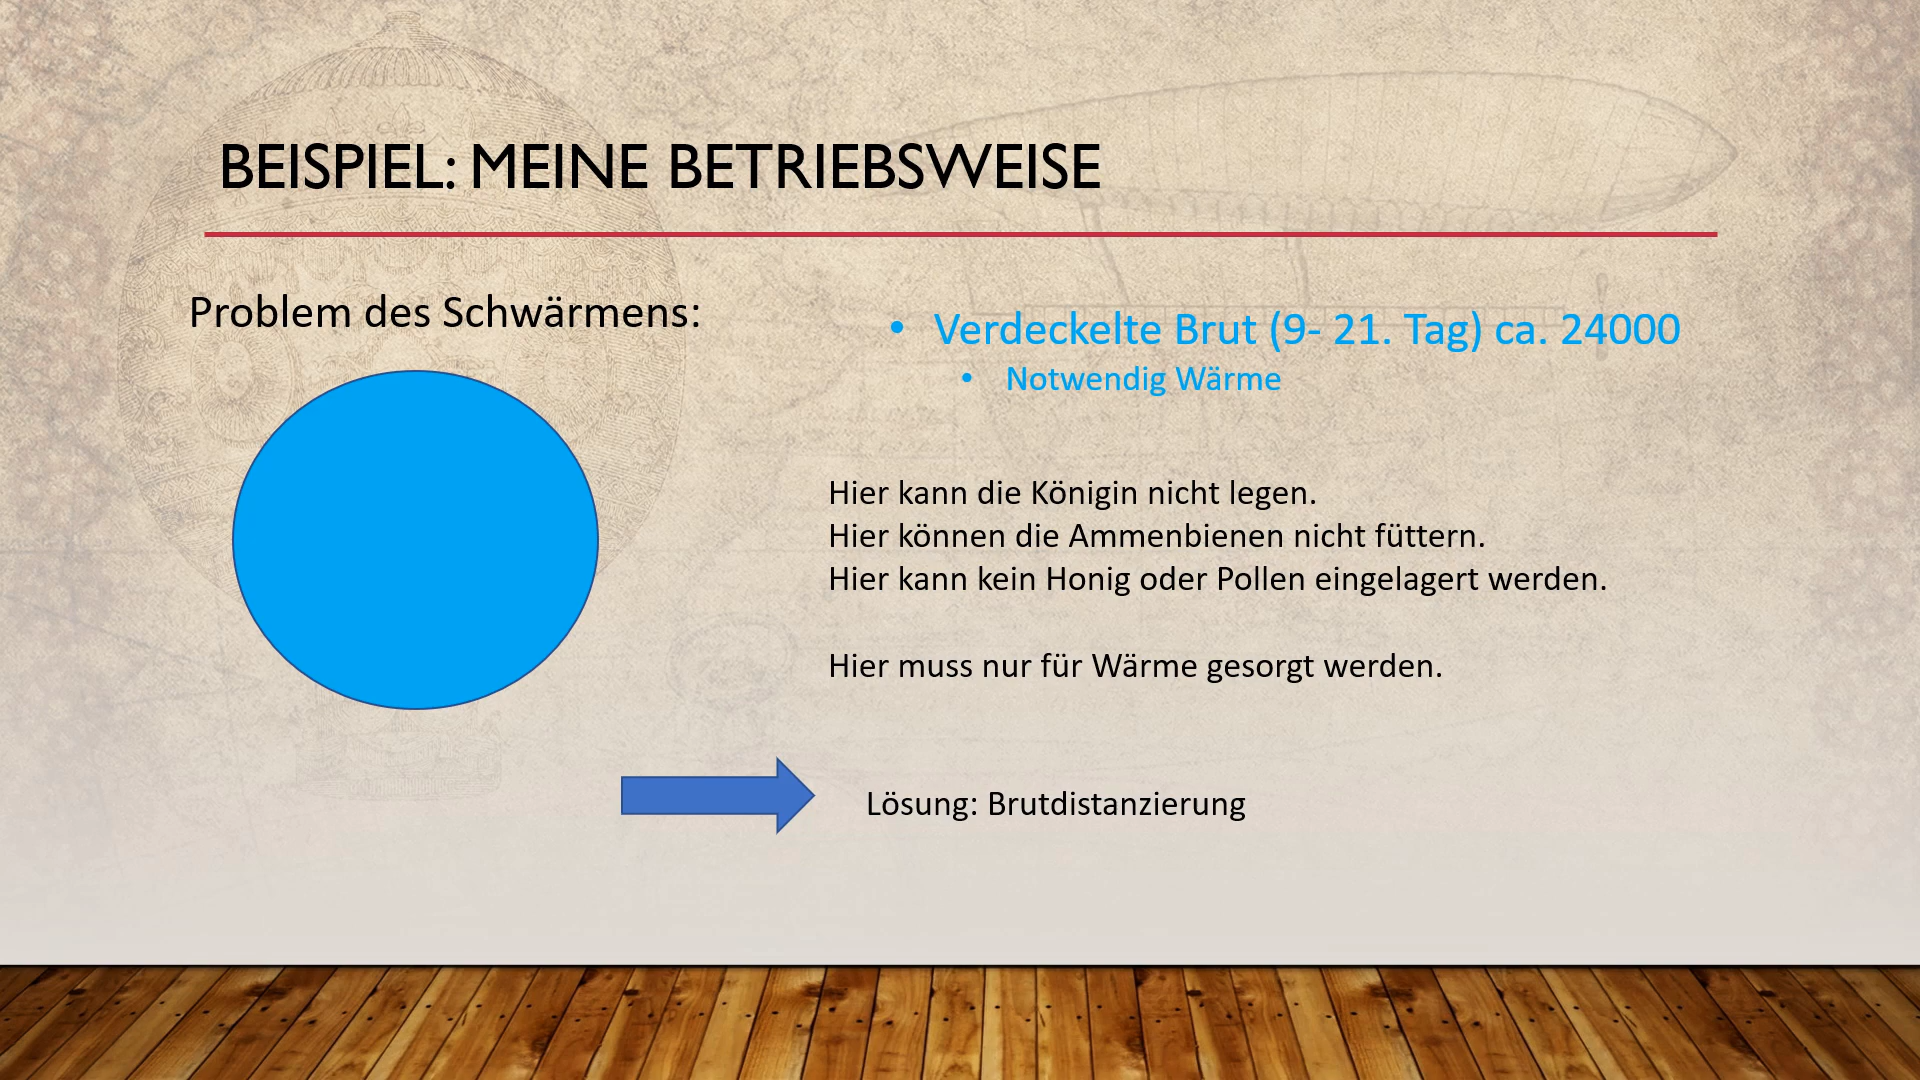 BEISPIEL: MEINE BETRIEBSWEISE
Problem des Schwärmens:
• Verdeckelte Brut (9- 21. Tag) ca. 24000
• Notwendig Wärme
Hier kann die Königin nicht legen.
Hier können die Ammenbienen nicht füttern.
Hier kann kein Honig oder Pollen eingelagert werden.
Hier muss nur für Wärme gesorgt werden.
Lösung: Brutdistanzierung